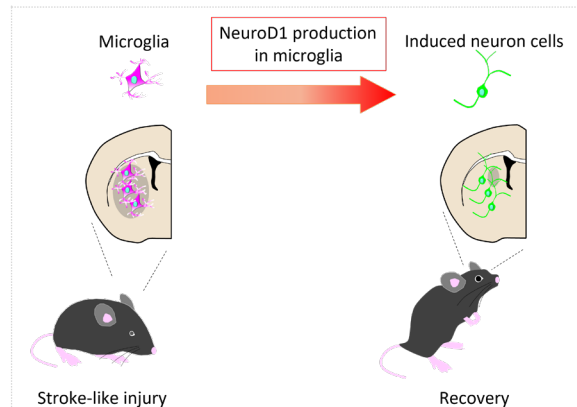 Microglia
NeuroD1 production
in microglia
Induced neuron cells
Stroke-like injury
Recovery